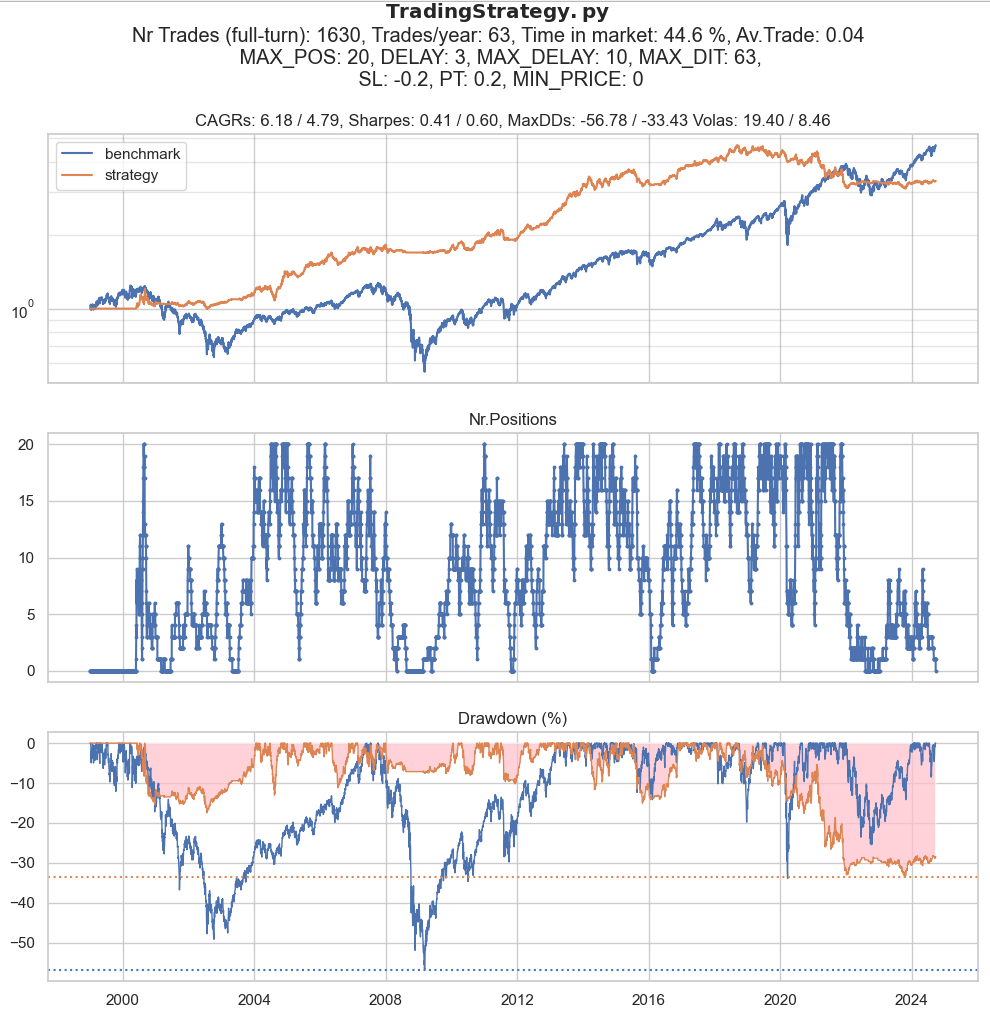 TradingStrategy.py
Nr Trades (full-turn): 1630, Trades/year: 63, Time in market: 44.6 %, Av.Trade: 0.04
MAX_POS: 20, DELAY: 3, MAX_DELAY: 10, MAX_DIT: 63,
SL: -0.2, PT: 0.2, MIN_PRICE: 0
CAGRs: 6.18 / 4.79, Sharpes: 0.41 / 0.60, MaxDDs: -56.78 / -33.43 Volas: 19.40 / 8.46
benchmark
strategy
10⁰
Nr.Positions
20
15
10
5
0
Drawdown (%)
0
−10
−20
−30
−40
−50
2000 2004 2008 2012 2016 2020 2024